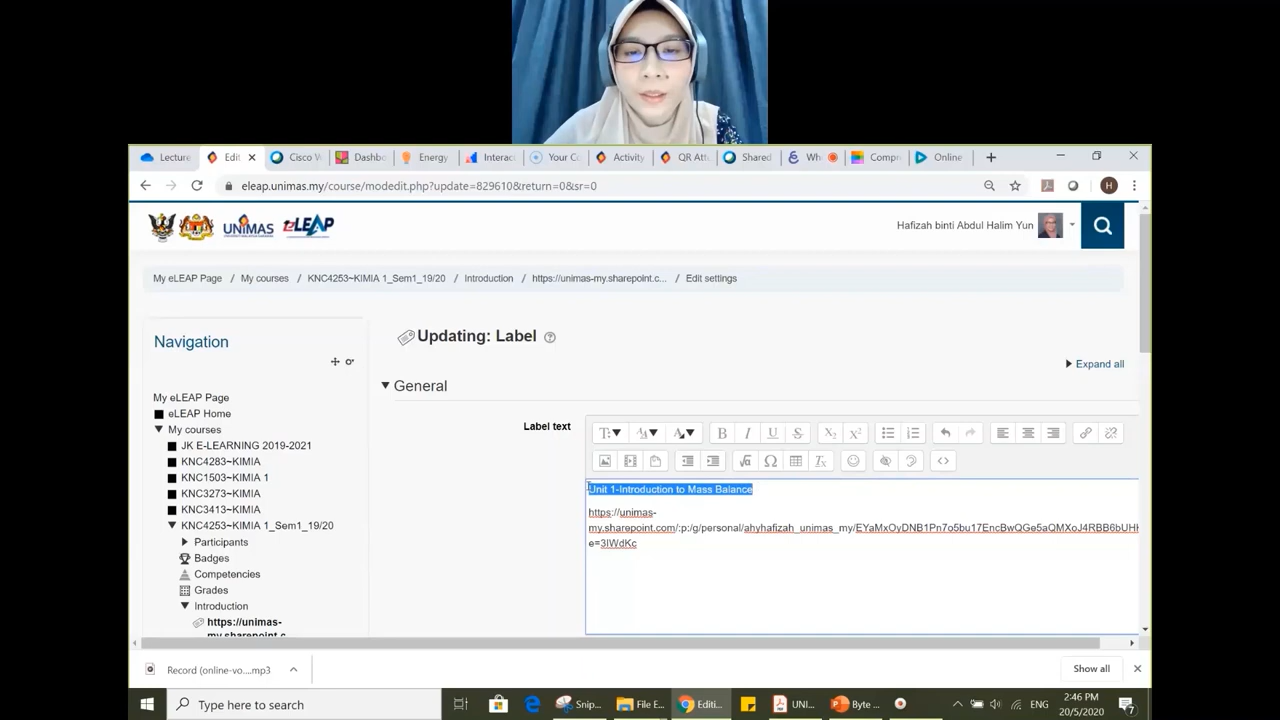 Lecture
Edit
Cisco W
Dashbo
Energy
Interac
Your Co
Activity
QR Att
Shared
Wh
Compr
Online
eleap.unimas.my/course/modedit.php?update=829610&return=0&sr=0
UNIMAS
eLEAP
Hafizah binti Abdul Halim Yun
My eLEAP Page / My courses / KNC4253~KIMIA 1_Sem1_19/20 / Introduction / https://unimas-my.sharepoint.c... / Edit settings
Navigation
Updating: Label
Expand all
General
My eLEAP Page
eLEAP Home
My courses
JK E-LEARNING 2019-2021
KNC4283~KIMIA
KNC1503~KIMIA 1
KNC3273~KIMIA
KNC3413~KIMIA
KNC4253~KIMIA 1_Sem1_19/20
Participants
Badges
Competencies
Grades
Introduction
https://unimas-
my.sharepoint.c
Label text
Unit 1-Introduction to Mass Balance
https://unimas-
my.sharepoint.com/:p:/g/personal/ahyhafizah_unimas_my/EYaMxOyDNB1Pn7o5bu17EncBwQGe5aQMXoJ4RBB6bUHH
e=3IWdKc
Record (online-vo....mp3
Show all
Type here to search
Snip...
File E...
Editi...
UNI...
Byte ...
ENG
2:46 PM
20/5/2020
7